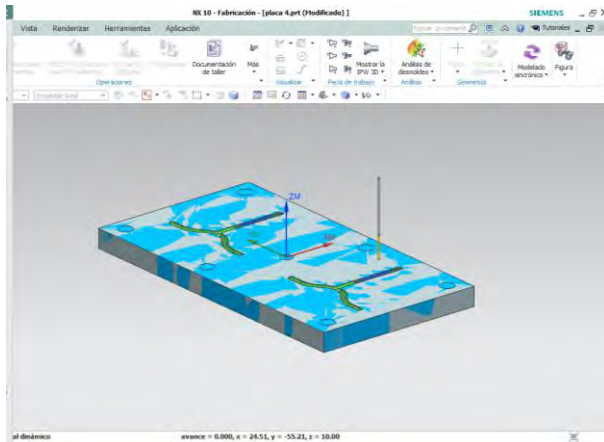 NX 10 - Fabricación - [placa 4.prt (Modificado) ]
SIEMENS
Vista Renderizar Herramientas Aplicación
Tutoriales
Documentación de taller
Más
Mostrar la IPW 3D
Análisis de desmoldeo
Modelado sincrónico
Figura
Operaciones
Visualizar
Pieza de trabajo
Análisis
Geometría
ZM
al dinámico
avance = 0.000, x = 24.51, y = -55.21, z = 10.00